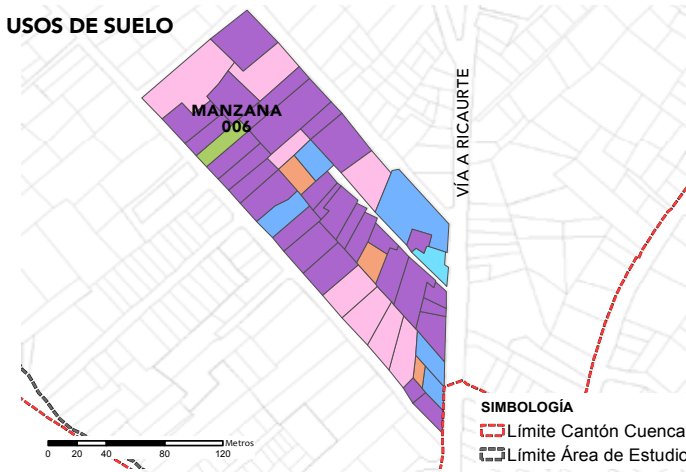 USOS DE SUELO
MANZANA
006
VÍA A RICAURTE
SIMBOLOGÍA
Límite Cantón Cuenca
Límite Área de Estudio
Metros
0 20 40 80 120